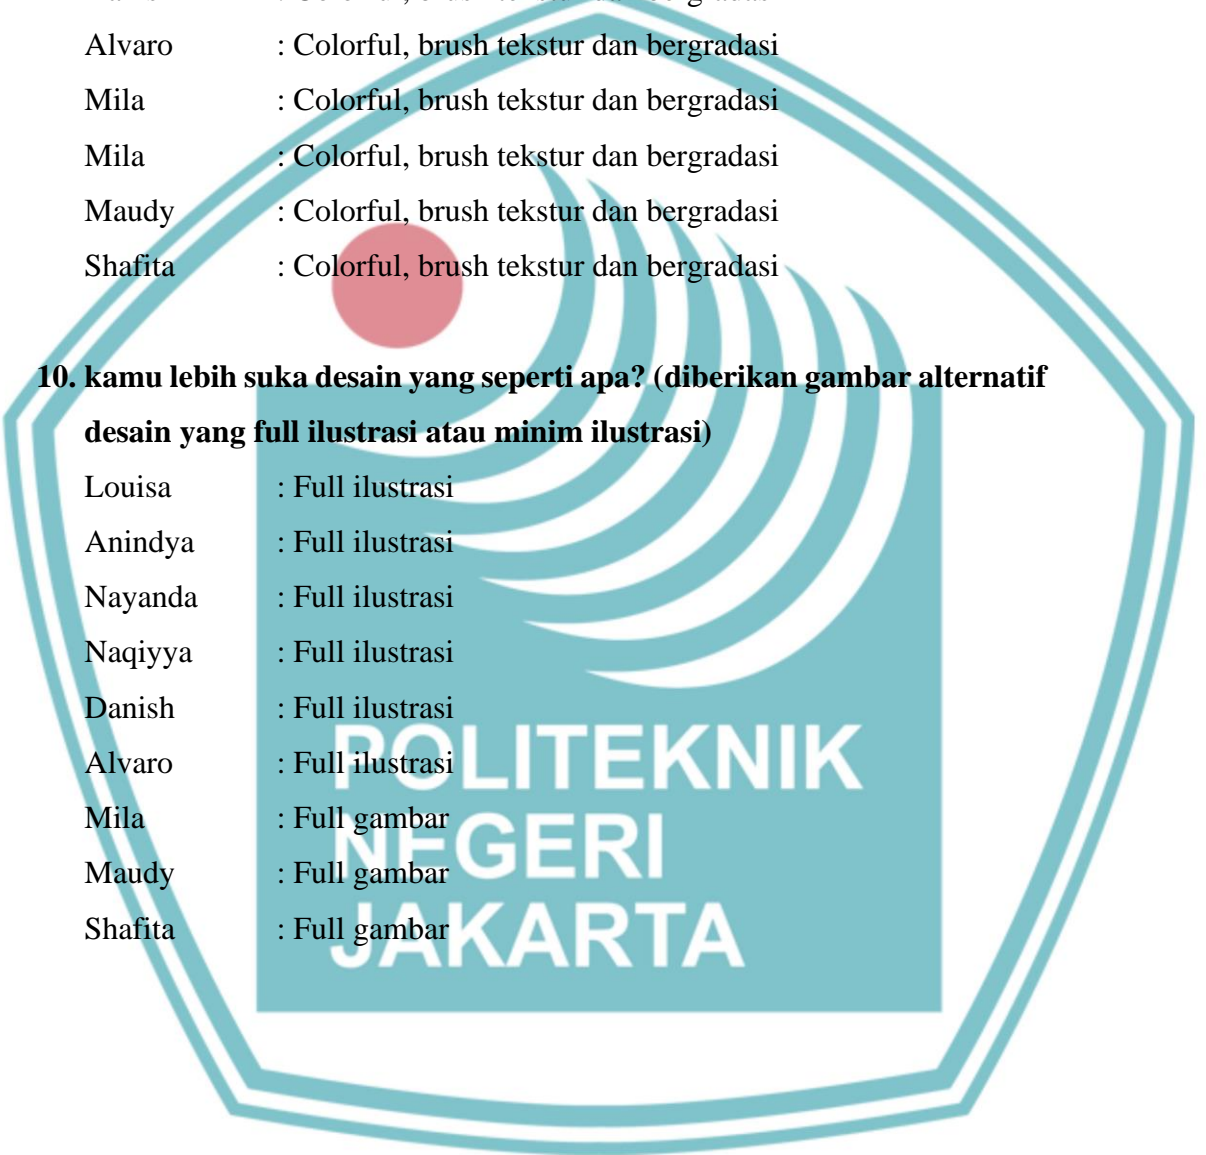 Alvaro : Colorful, brush tekstur dan bergradasi
Mila : Colorful, brush tekstur dan bergradasi
Mila : Colorful, brush tekstur dan bergradasi
Maudy : Colorful, brush tekstur dan bergradasi
Shafita : Colorful, brush tekstur dan bergradasi
10. kamu lebih suka desain yang seperti apa? (diberikan gambar alternatif
desain yang full ilustrasi atau minim ilustrasi)
Louisa : Full ilustrasi
Anindya : Full ilustrasi
Nayanda : Full ilustrasi
Naqiyya : Full ilustrasi
Danish : Full ilustrasi
Alvaro : Full ilustrasi
Mila : Full gambar
Maudy : Full gambar
Shafita : Full gambar
POLITEKNIK
NEGERI
JAKARTA